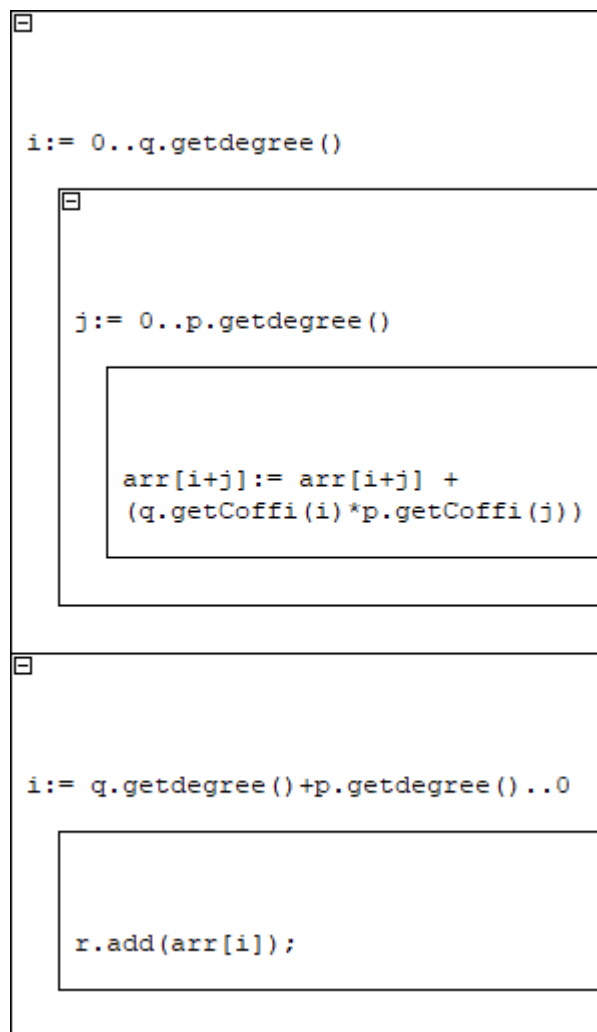 i:= 0..q.getdegree()
j:= 0..p.getdegree()
arr[i+j]:= arr[i+j] +
(q.getCoffi(i)*p.getCoffi(j))
i:= q.getdegree()+p.getdegree()..0
r.add(arr[i]);